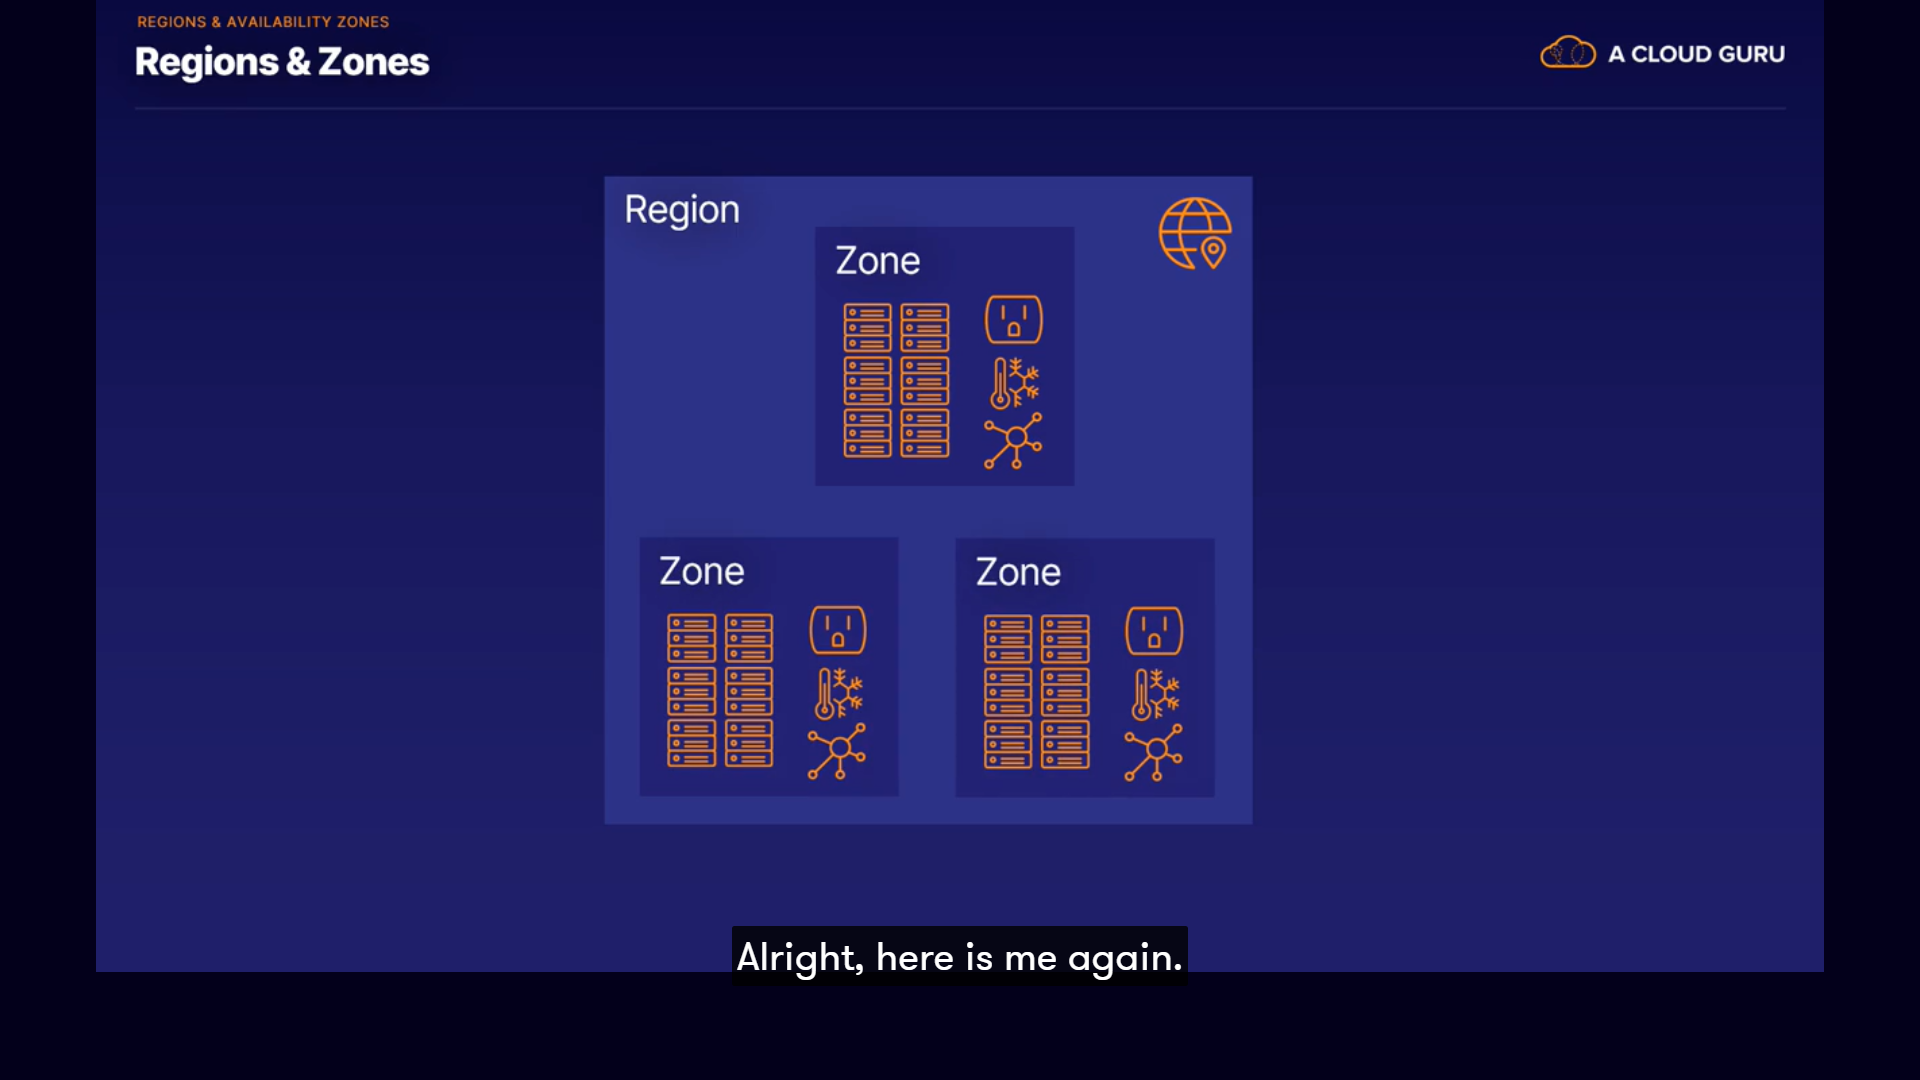 REGIONS & AVAILABILITY ZONES
Regions & Zones
A CLOUD GURU
Region
Zone
Zone
Zone
Alright, here is me again.